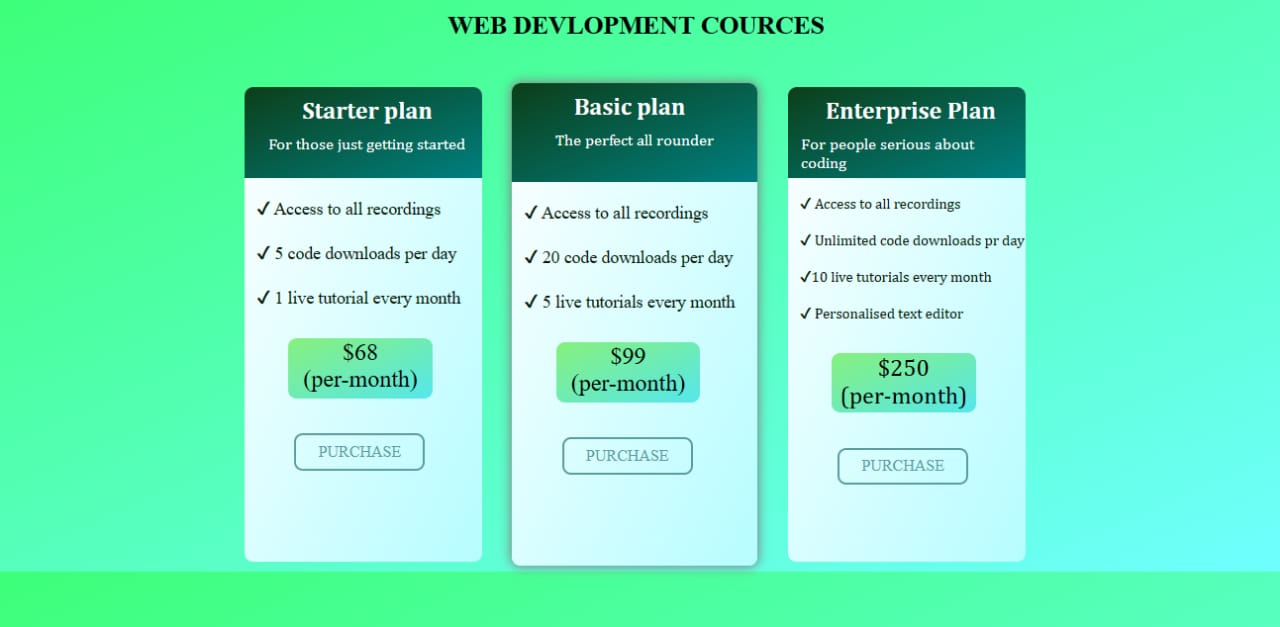 WEB DEVLOPMENT COURCES
Starter plan
For those just getting started
✓ Access to all recordings
✓ 5 code downloads per day
✓ 1 live tutorial every month
$68
(per-month)
PURCHASE
Basic plan
The perfect all rounder
✓ Access to all recordings
✓ 20 code downloads per day
✓ 5 live tutorials every month
$99
(per-month)
PURCHASE
Enterprise Plan
For people serious about
coding
✓ Access to all recordings
✓ Unlimited code downloads pr day
✓10 live tutorials every month
✓ Personalised text editor
$250
(per-month)
PURCHASE